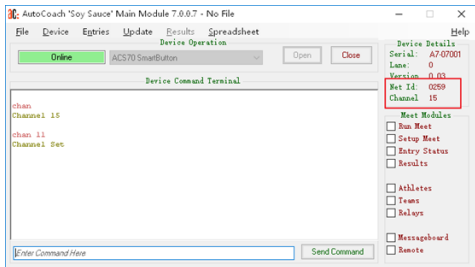 AutoCoach 'Soy Sauce' Main Module 7.0.0.7 - No File
File Device Entries Update Results Spreadsheet Help
Device Operation
Online ACS70 SmartButton Open Close
Device Command Terminal
chan
Channel 15
chan 11
Channel Set
Enter Command Here Send Command
Device Details
Serial: A7-07001
Lane: 0
Version 0.03
Net Id: 0259
Channel 15
Meet Modules
Run Meet
Setup Meet
Entry Status
Results
Athletes
Teams
Relays
Messageboard
Remote